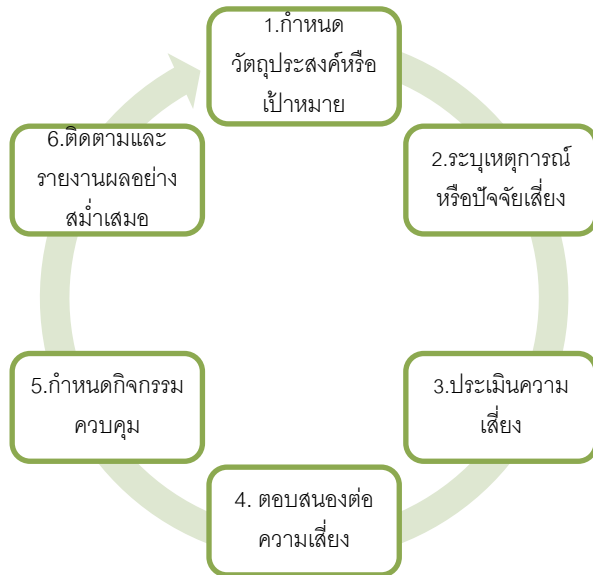 1.กำหนด
วัตถุประสงค์หรือ
เป้าหมาย
2.ระบุเหตุการณ์
หรือปัจจัยเสี่ยง
3.ประเมินความ
เสี่ยง
4. ตอบสนองต่อ
ความเสี่ยง
5.กำหนดกิจกรรม
ควบคุม
6.ติดตามและ
รายงานผลอย่าง
สม่ำเสมอ